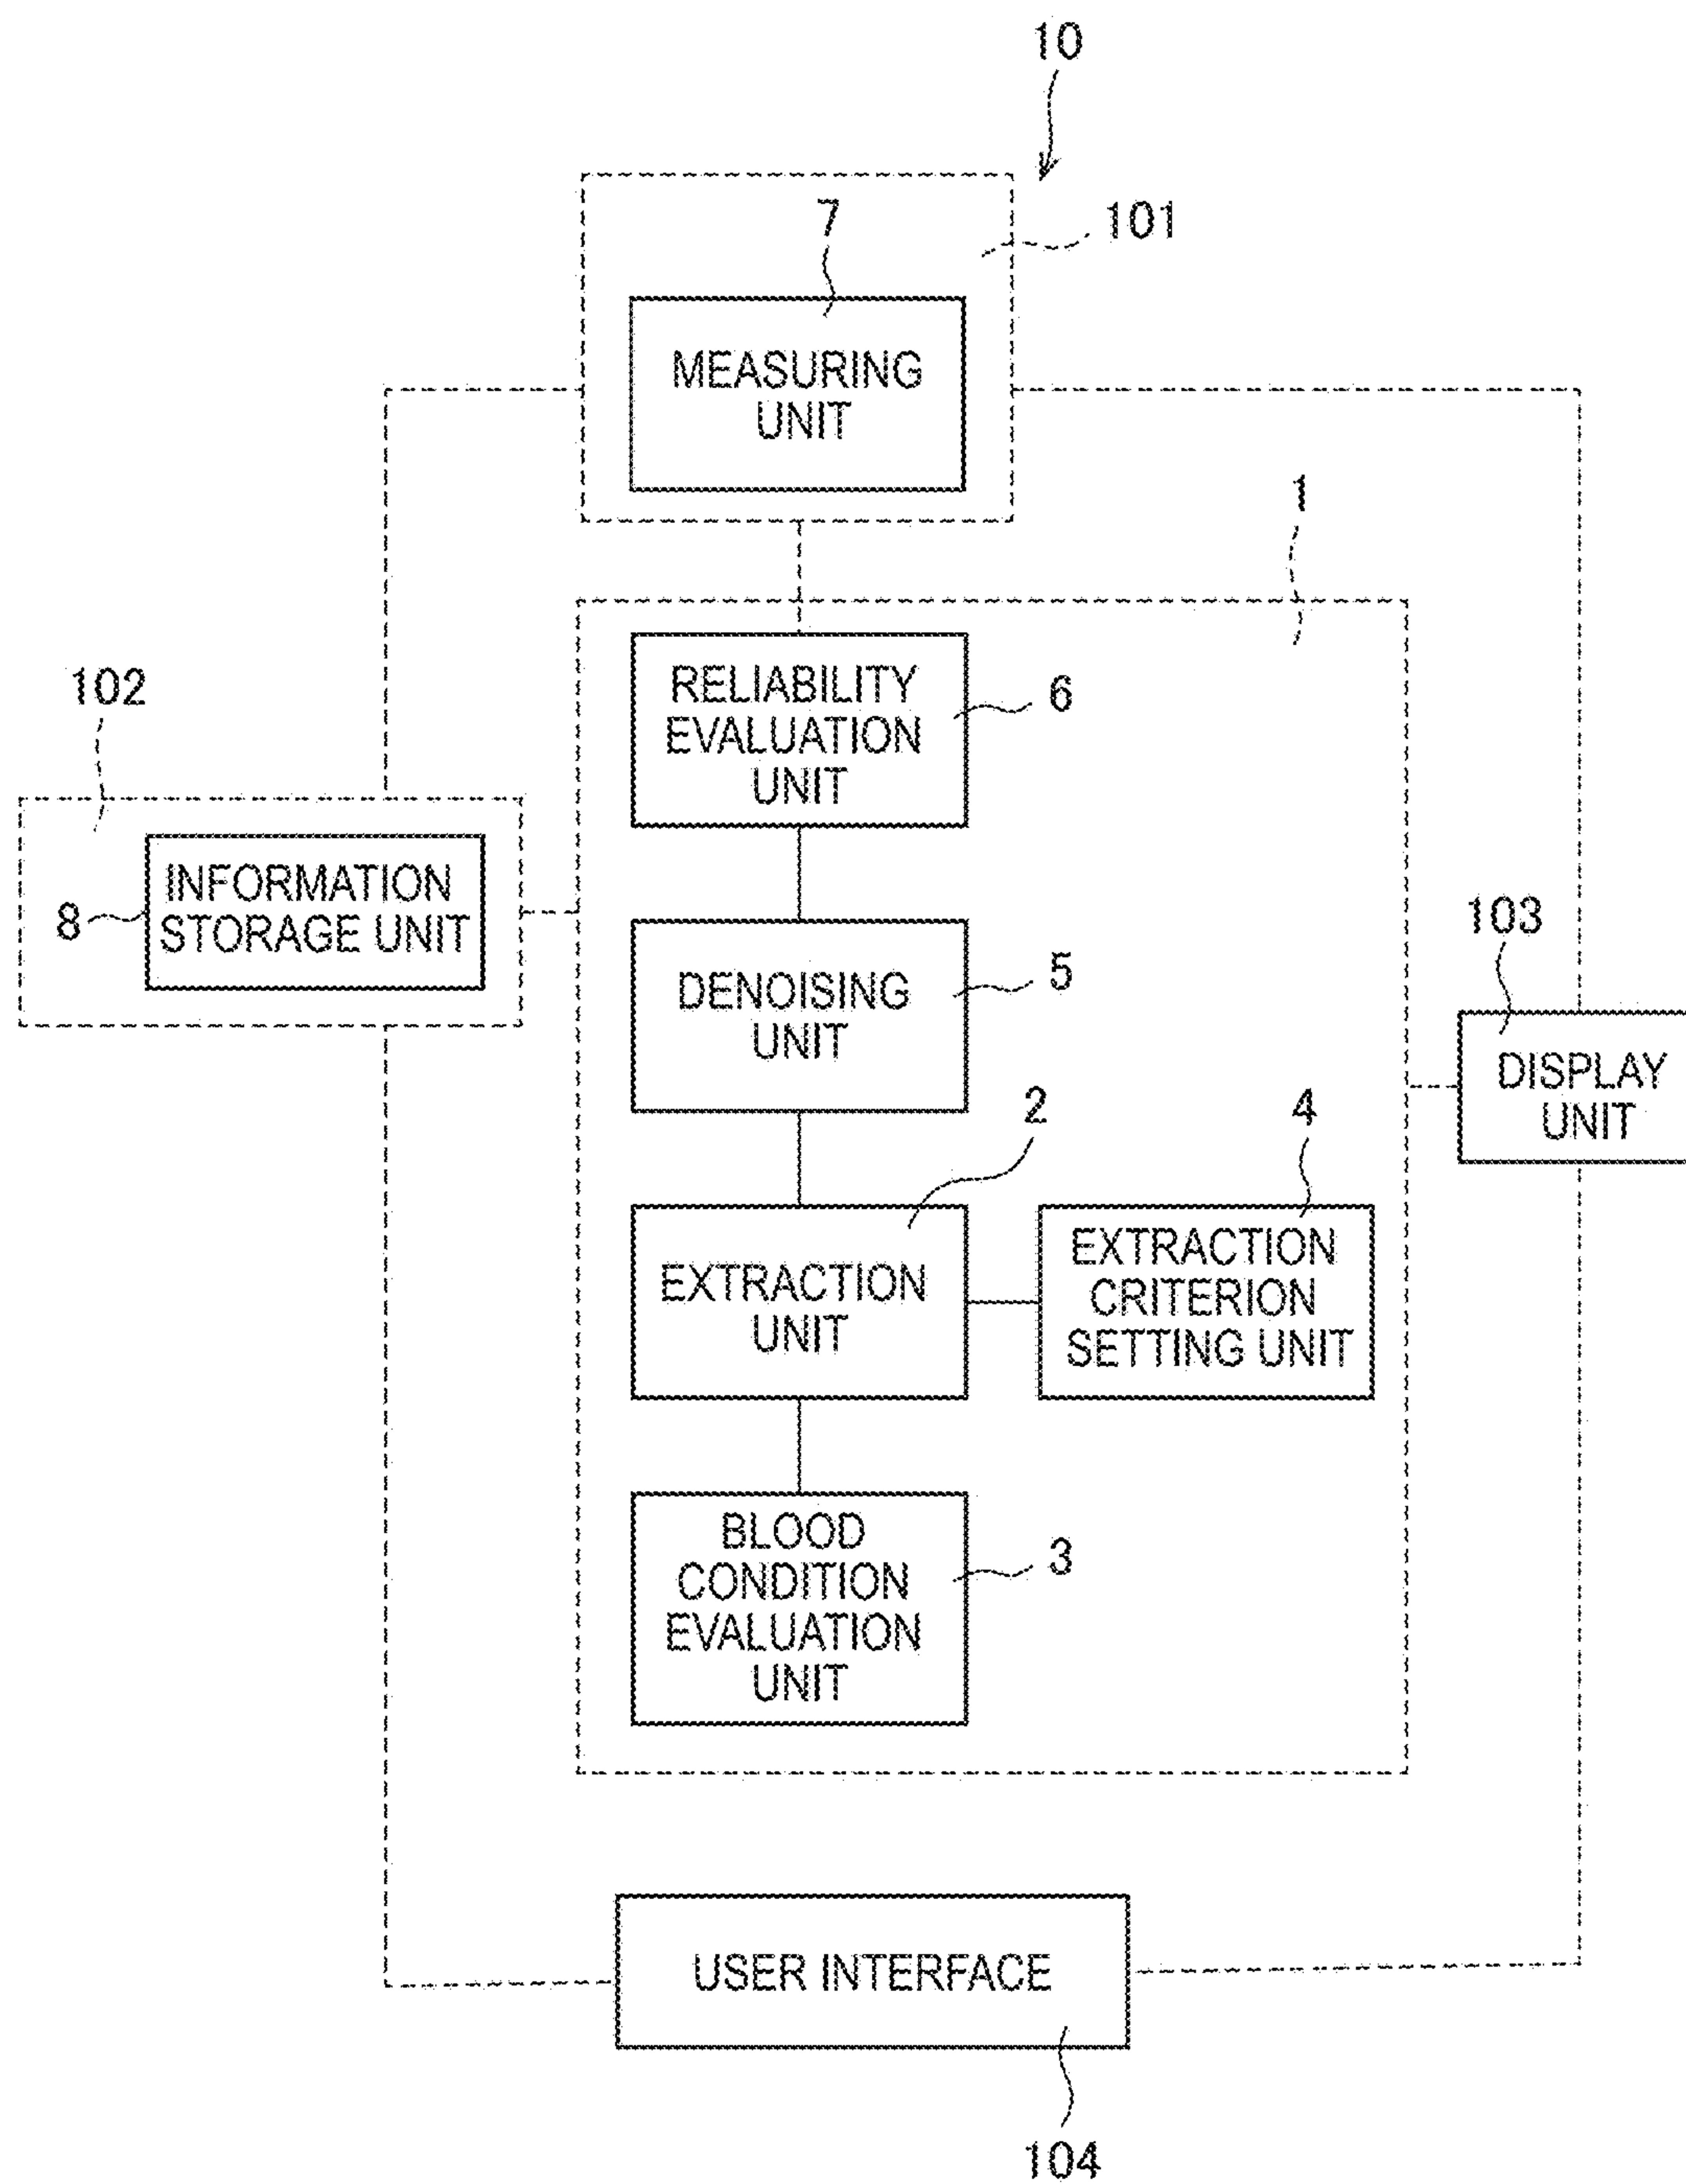 10
101
7
MEASURING
UNIT
1
RELIABILITY
EVALUATION
UNIT
6
102
INFORMATION
STORAGE UNIT
8
DENOISING
UNIT
5
103
DISPLAY
UNIT
2
4
EXTRACTION
UNIT
EXTRACTION
CRITERION
SETTING UNIT
BLOOD
CONDITION
EVALUATION
UNIT
3
USER INTERFACE
104